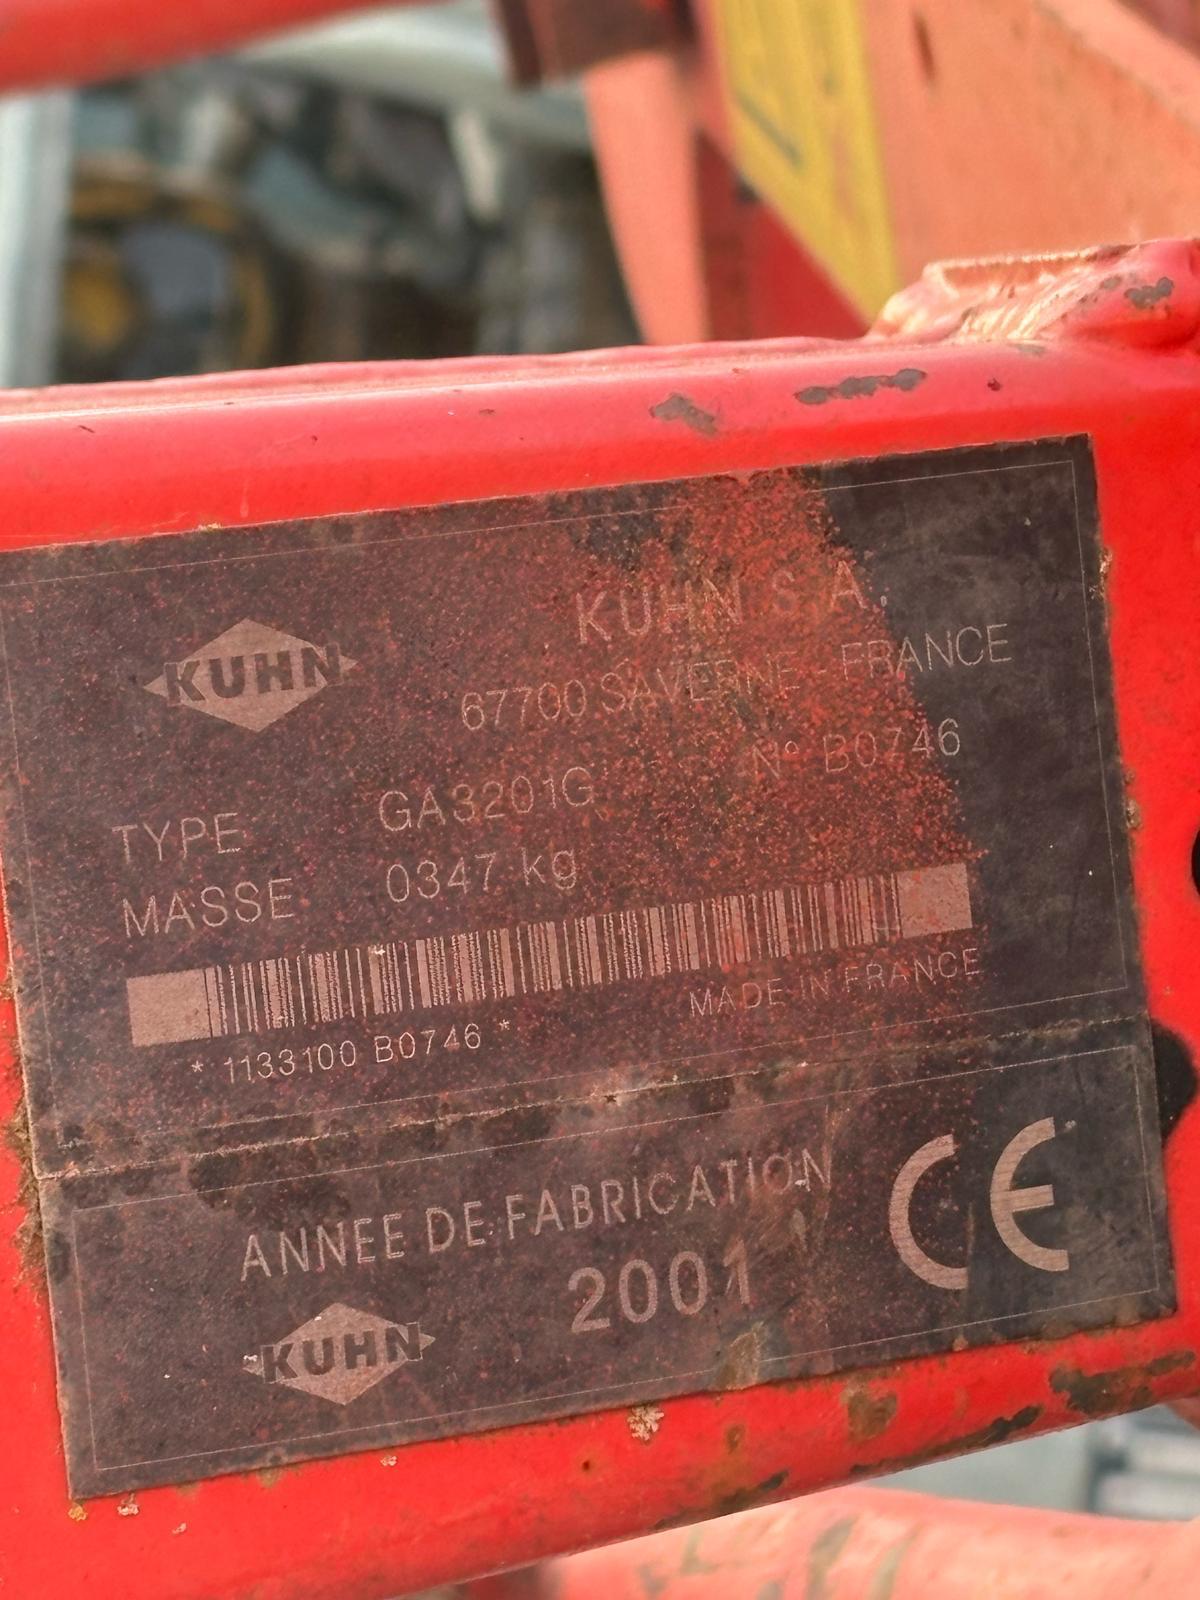 KUHN
KUHN S.A.
67700 SAVERNE - FRANCE
TYPE GA3201G N° B0746
MASSE 0347 kg
* 1133100 B0746 *
MADE IN FRANCE
ANNEE DE FABRICATION
2001
CE
KUHN